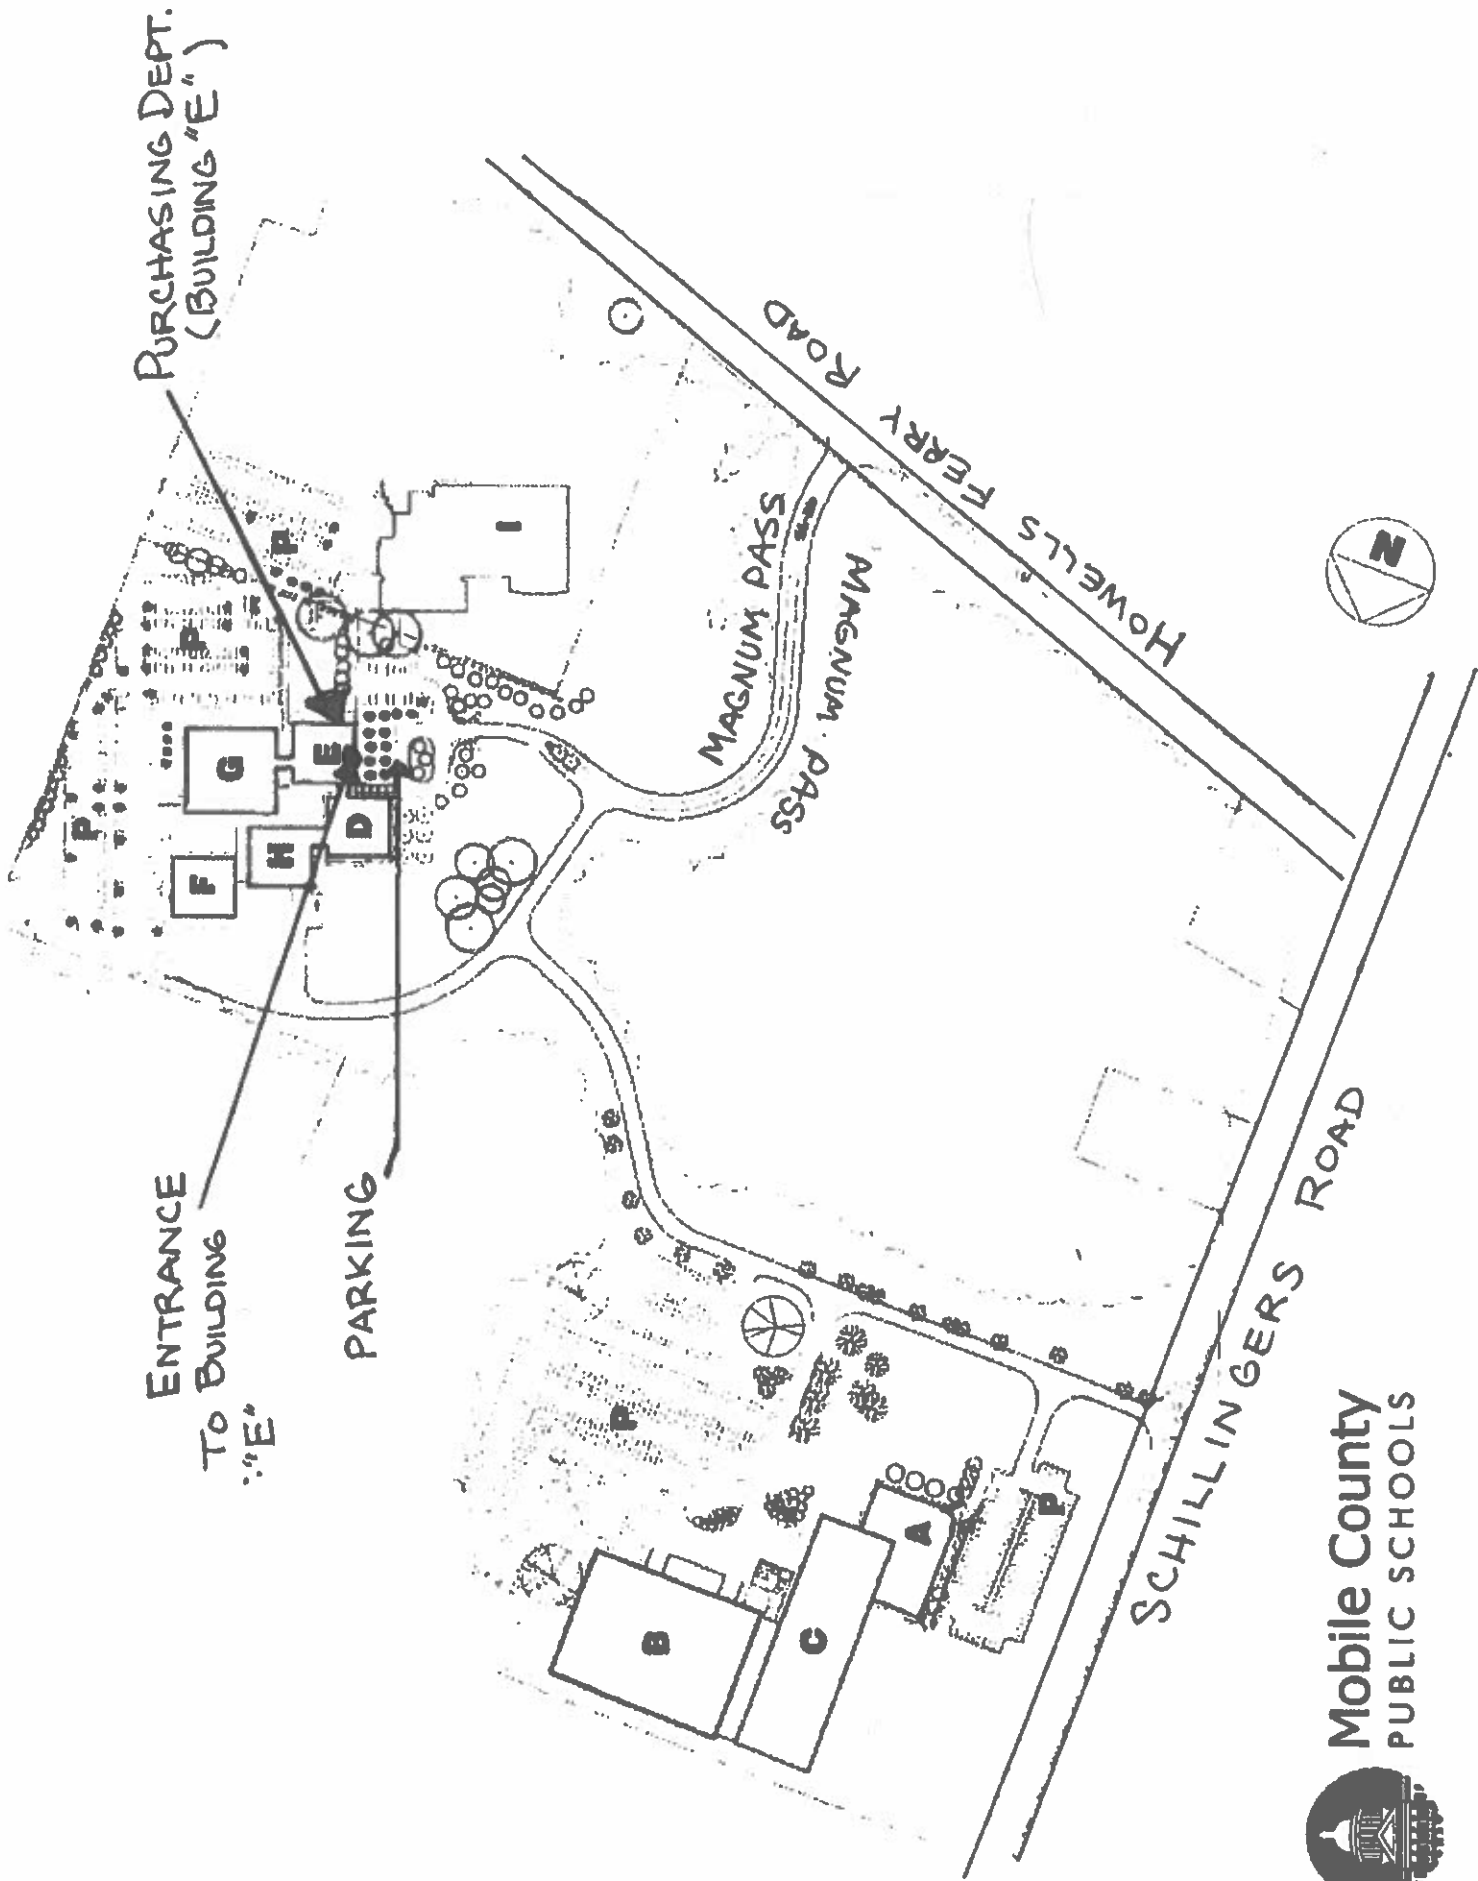 PURCHASING DEPT.
(BUILDING "E")
ENTRANCE
TO BUILDING
"E"
PARKING
P
P
P
G
E
F
H
D
I
MAGNUM PASS
MAGNUM PASS
HOWELLS FERRY ROAD
N
P
B
C
A
P
SCHILLINGERS ROAD
Mobile County
PUBLIC SCHOOLS